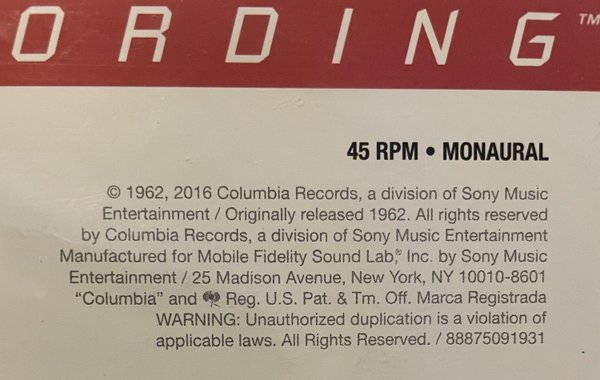 ORDING™
45 RPM • MONAURAL
© 1962, 2016 Columbia Records, a division of Sony Music
Entertainment / Originally released 1962. All rights reserved
by Columbia Records, a division of Sony Music Entertainment
Manufactured for Mobile Fidelity Sound Lab,® Inc. by Sony Music
Entertainment / 25 Madison Avenue, New York, NY 10010-8601
“Columbia” and Reg. U.S. Pat. & Tm. Off. Marca Registrada
WARNING: Unauthorized duplication is a violation of
applicable laws. All Rights Reserved. / 88875091931